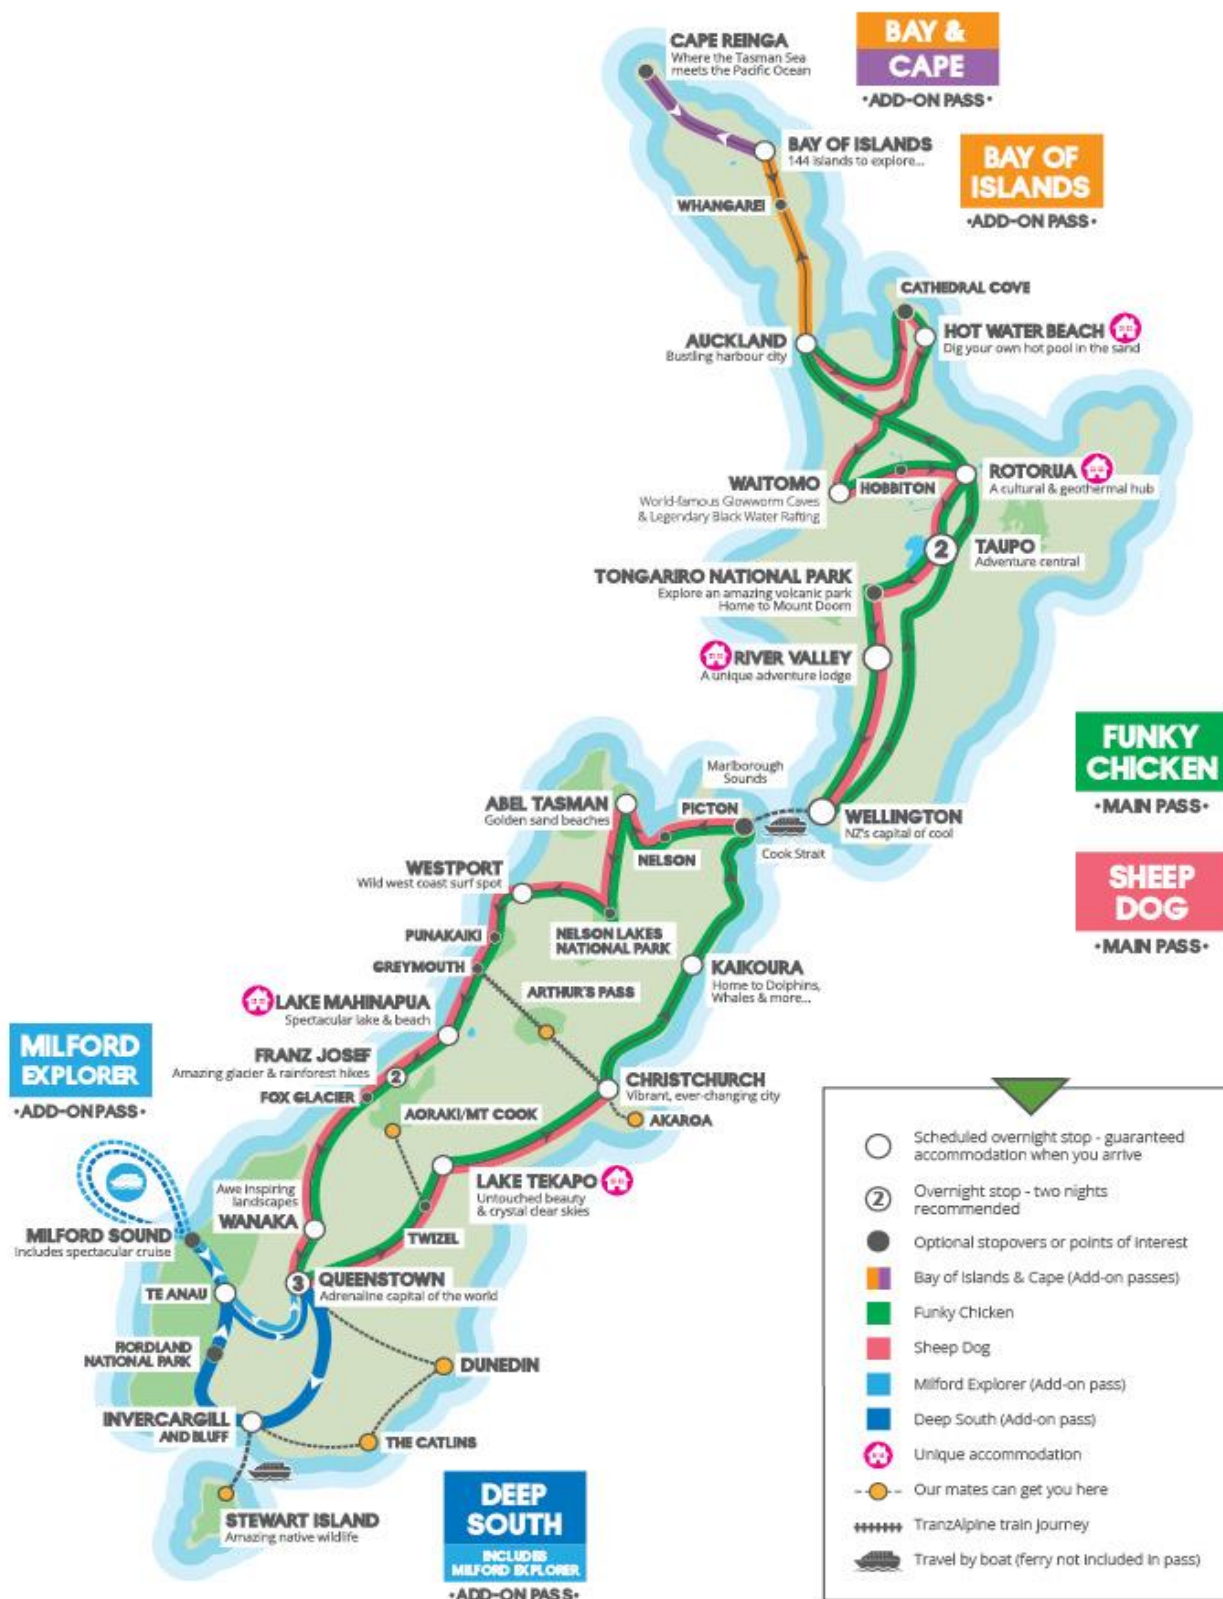 BAY &
CAPE
•ADD-ON PASS•
CAPE REINGA
Where the Tasman Sea
meets the Pacific Ocean
BAY OF ISLANDS
144 islands to explore...
BAY OF
ISLANDS
•ADD-ON PASS•
WHANGAREI
CATHEDRAL COVE
AUCKLAND
Bustling harbour city
HOT WATER BEACH
Dig your own hot pool in the sand
WAITOMO
World-famous Glowworm Caves
& Legendary Black Water Rafting
HOBBITON
ROTORUA
A cultural & geothermal hub
2
TAUPO
Adventure central
TONGARIRO NATIONAL PARK
Explore an amazing volcanic park
Home to Mount Doom
RIVER VALLEY
A unique adventure lodge
FUNKY
CHICKEN
•MAIN PASS•
SHEEP
DOG
•MAIN PASS•
Marlborough
Sounds
ABEL TASMAN
Golden sand beaches
PICTON
WELLINGTON
NZ's capital of cool
NELSON
Cook Strait
WESTPORT
Wild west coast surf spot
PUNAKAIKI
NELSON LAKES
NATIONAL PARK
GREYMOUTH
KAIKOURA
Home to Dolphins,
Whales & more...
ARTHUR'S PASS
LAKE MAHINAPUA
Spectacular lake & beach
MILFORD
EXPLORER
•ADD-ON PASS•
FRANZ JOSEF
Amazing glacier & rainforest hikes
2
FOX GLACIER
CHRISTCHURCH
Vibrant, ever-changing city
AORAKI/MT COOK
AKAROA
LAKE TEKAPO
Untouched beauty
& crystal clear skies
Awe inspiring
landscapes
WANAKA
TWIZEL
MILFORD SOUND
Includes spectacular cruise
3
QUEENSTOWN
Adrenaline capital of the world
TE ANAU
FIORDLAND
NATIONAL PARK
DUNEDIN
INVERCARGILL
AND BLUFF
THE CATLINS
STEWART ISLAND
Amazing native wildlife
DEEP
SOUTH
INCLUDES
MILFORD EXPLORER
•ADD-ON PASS•
Scheduled overnight stop - guaranteed
accommodation when you arrive
2
Overnight stop - two nights
recommended
Optional stopovers or points of interest
Bay of Islands & Cape (Add-on passes)
Funky Chicken
Sheep Dog
Milford Explorer (Add-on pass)
Deep South (Add-on pass)
Unique accommodation
Our mates can get you here
TranzAlpine train journey
Travel by boat (ferry not included in pass)